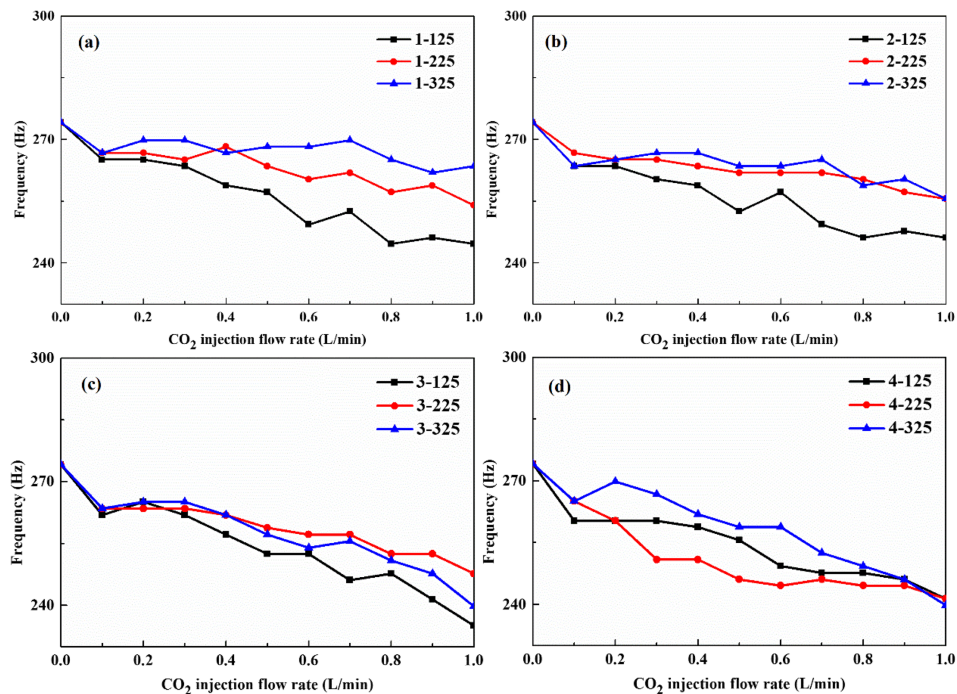 (a)
1-125
1-225
1-325
300
270
240
Frequency (Hz)
0.0 0.2 0.4 0.6 0.8 1.0
CO2 injection flow rate (L/min)
(b)
2-125
2-225
2-325
300
270
240
Frequency (Hz)
0.0 0.2 0.4 0.6 0.8 1.0
CO2 injection flow rate (L/min)
(c)
3-125
3-225
3-325
300
270
240
Frequency (Hz)
0.0 0.2 0.4 0.6 0.8 1.0
CO2 injection flow rate (L/min)
(d)
4-125
4-225
4-325
300
270
240
Frequency (Hz)
0.0 0.2 0.4 0.6 0.8 1.0
CO2 injection flow rate (L/min)